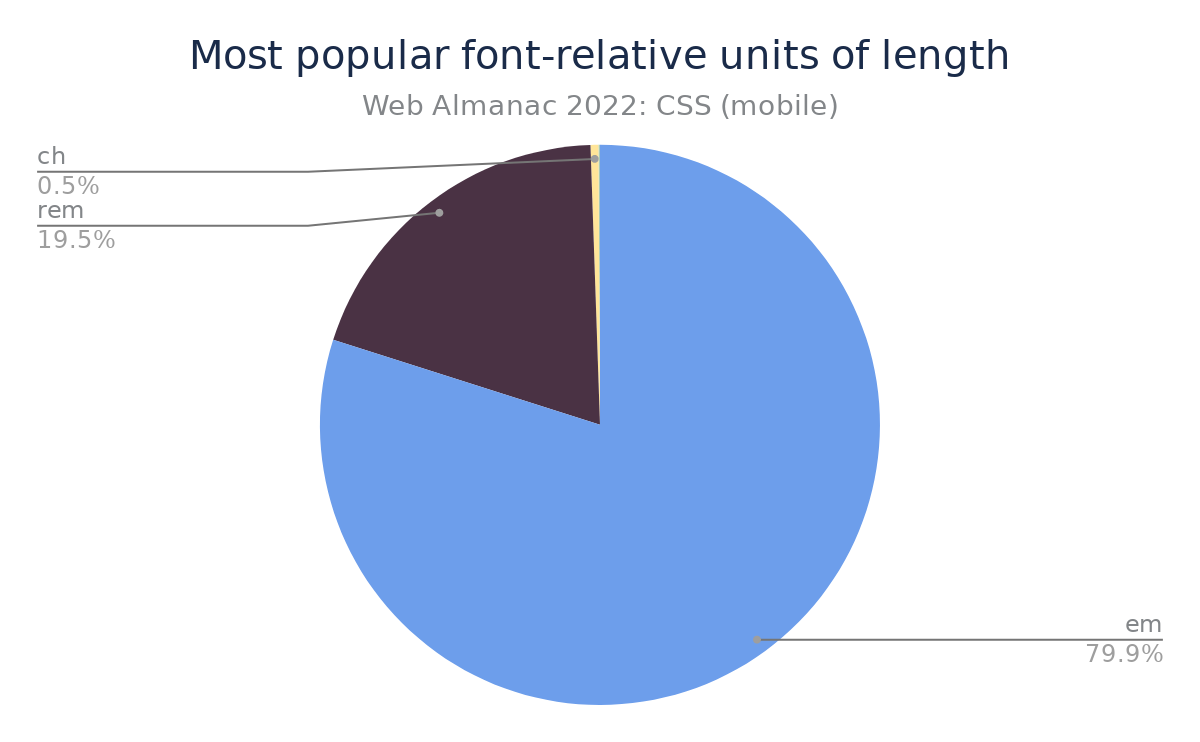 Most popular font-relative units of length
Web Almanac 2022: CSS (mobile)
ch
0.5%
rem
19.5%
em
79.9%